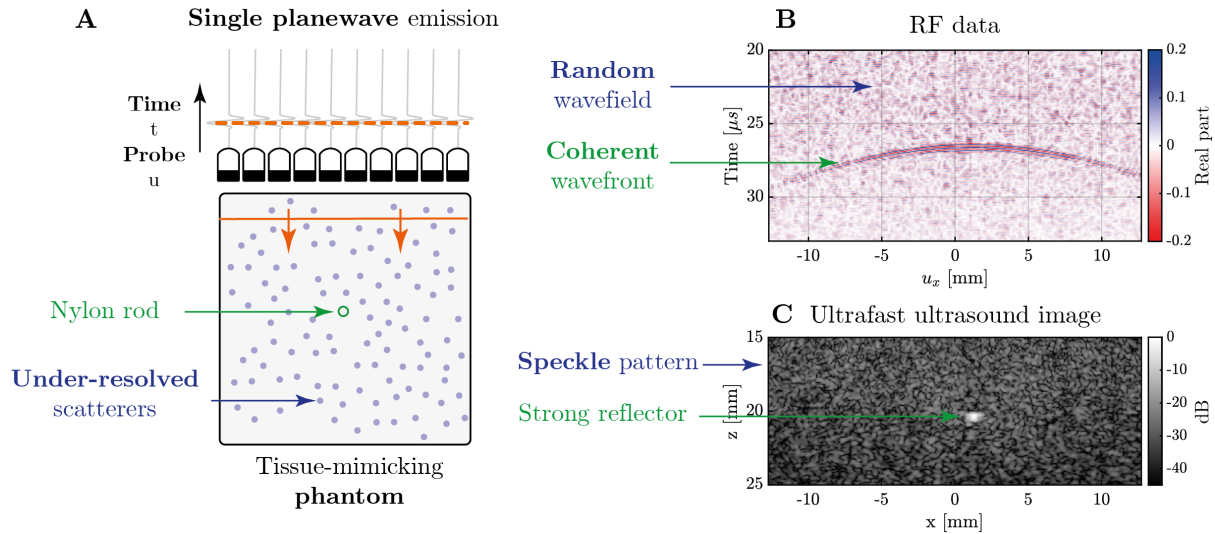 A
Single planewave emission
Time
t
Probe
u
Nylon rod
Under-resolved
scatterers
Tissue-mimicking
phantom
B
RF data
Random
wavefield
Coherent
wavefront
20
25
30
Time [μs]
-10
-5
0
5
10
u_x [mm]
0.2
0.1
0
-0.1
-0.2
Real part
C
Ultrafast ultrasound image
Speckle pattern
Strong reflector
15
20
25
z [mm]
-10
-5
0
5
10
x [mm]
0
-10
-20
-30
-40
dB